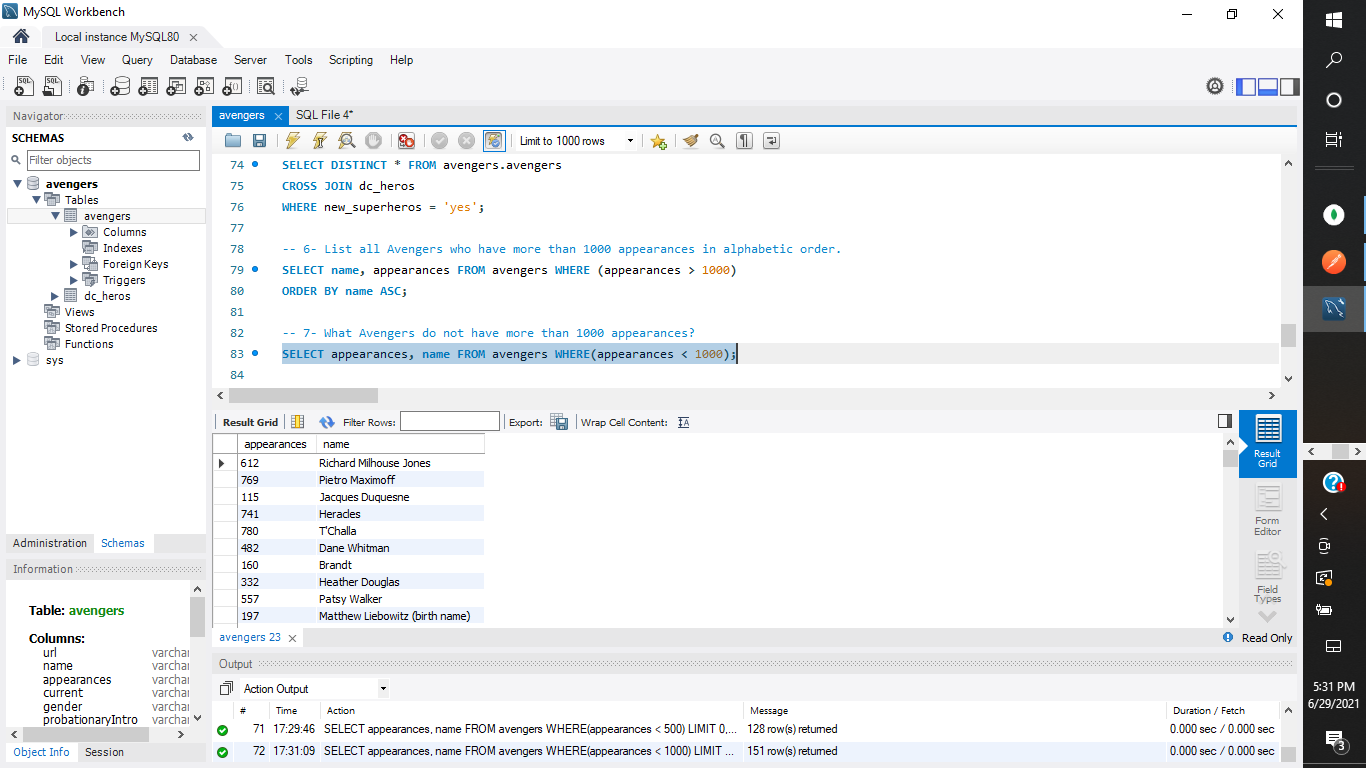 MySQL Workbench
Local instance MySQL80
File Edit View Query Database Server Tools Scripting Help
Navigator
SCHEMAS
Filter objects
avengers
Tables
avengers
Columns
Indexes
Foreign Keys
Triggers
dc_heros
Views
Stored Procedures
Functions
sys
Administration Schemas
Information
Table: avengers
Columns:
url varcha
name varcha
appearances varcha
current varcha
gender varcha
probationaryIntro varcha
Object Info Session
avengers SQL File 4*
Limit to 1000 rows
74 SELECT DISTINCT * FROM avengers.avengers
75 CROSS JOIN dc_heros
76 WHERE new_superheros = 'yes';
77
78 -- 6- List all Avengers who have more than 1000 appearances in alphabetic order.
79 SELECT name, appearances FROM avengers WHERE (appearances > 1000)
80 ORDER BY name ASC;
81
82 -- 7- What Avengers do not have more than 1000 appearances?
83 SELECT appearances, name FROM avengers WHERE(appearances < 1000);
84
Result Grid Filter Rows: Export: Wrap Cell Content:
appearances name
612 Richard Milhouse Jones
769 Pietro Maximoff
115 Jacques Duquesne
741 Heracles
780 T'Challa
482 Dane Whitman
160 Brandt
332 Heather Douglas
557 Patsy Walker
197 Matthew Liebowitz (birth name)
Result
Grid
Form
Editor
Field
Types
avengers 23
Read Only
Output
Action Output
# Time Action Message Duration / Fetch
71 17:29:46 SELECT appearances, name FROM avengers WHERE(appearances < 500) LIMIT 0,... 128 row(s) returned 0.000 sec / 0.000 sec
72 17:31:09 SELECT appearances, name FROM avengers WHERE(appearances < 1000) LIMIT ... 151 row(s) returned 0.000 sec / 0.000 sec
5:31 PM
6/29/2021
3